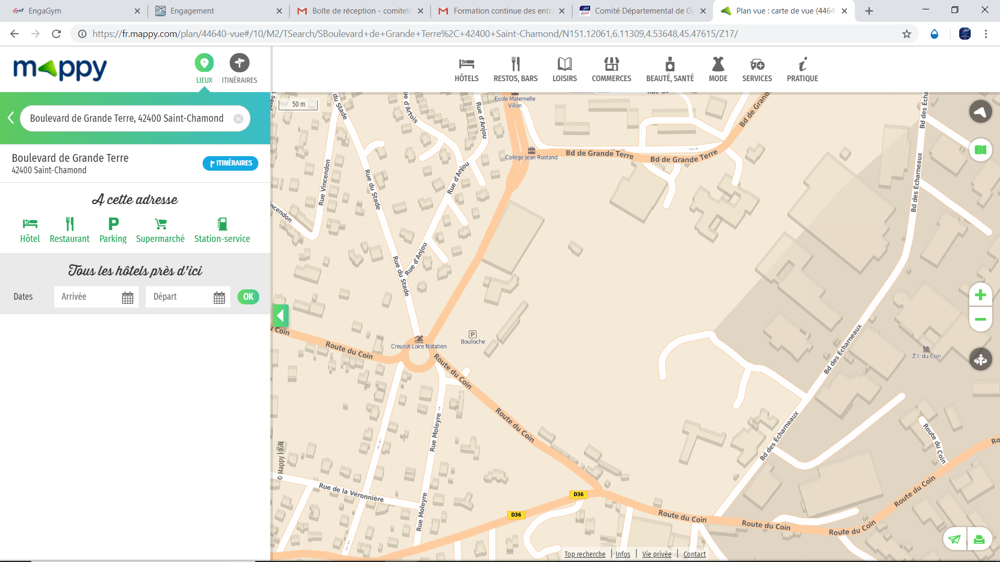 EngaGym
Engagement
Boîte de réception - comitelo
Formation continue des entr
Comité Départemental de Gy
Plan vue : carte de vue (4464
https://fr.mappy.com/plan/44640-vue#/10/M2/TSearch/SBoulevard+de+Grande+Terre%2C+42400+Saint-Chamond/N151.12061,6.11309,4.53648,45.47615/Z17/
mappy
LIEUX
ITINÉRAIRES
HÔTELS
RESTOS, BARS
LOISIRS
COMMERCES
BEAUTÉ, SANTÉ
MODE
SERVICES
PRATIQUE
Boulevard de Grande Terre, 42400 Saint-Chamond
Boulevard de Grande Terre
42400 Saint-Chamond
ITINÉRAIRES
A cette adresse
Hôtel
Restaurant
Parking
Supermarché
Station-service
Tous les hôtels près d'ici
Dates
Arrivée
Départ
OK
50 m
du Stade
ue d'Artois
Rue d'Anjou
Ecole Maternelle
Villon
Rue du
Bd de Grand
Bd des Écha
Collège Jean Rostand
Bd de Grande Terre
Bd de Grande Terre
Rue Vincendon
Rue du Stade
Rue d'Anjou
Bd des Écharneaux
incendon
Rue d'Anjou
Rue du Stade
u Coin
Route du Coin
Creusot Loire Natation
P
Boulloche
Route du Coin
Bd des Écharneaux
Z.I. du Coin
Rue Moleyre
Route du Coin
Bd des Écharneaux
Route du Coin
Ro
© Mappy | IGN
Rue de la Véronnière
Rue Moleyre
D36
D36
Route du Coin
Route du Coin
Route du Coin
Route du Coin
Top recherche | Infos | Vie privée | Contact